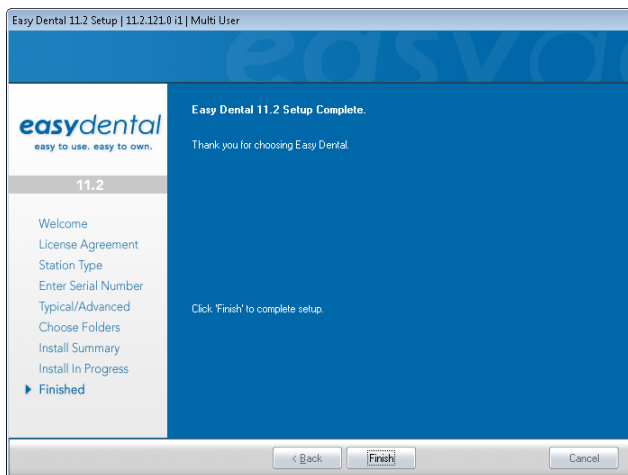 Easy Dental 11.2 Setup | 11.2.121.0 i1 | Multi User
easydental
easy to use. easy to own.
11.2
Welcome
License Agreement
Station Type
Enter Serial Number
Typical/Advanced
Choose Folders
Install Summary
Install In Progress
Finished
Easy Dental 11.2 Setup Complete.
Thank you for choosing Easy Dental.
Click 'Finish' to complete setup.
< Back
Finish
Cancel